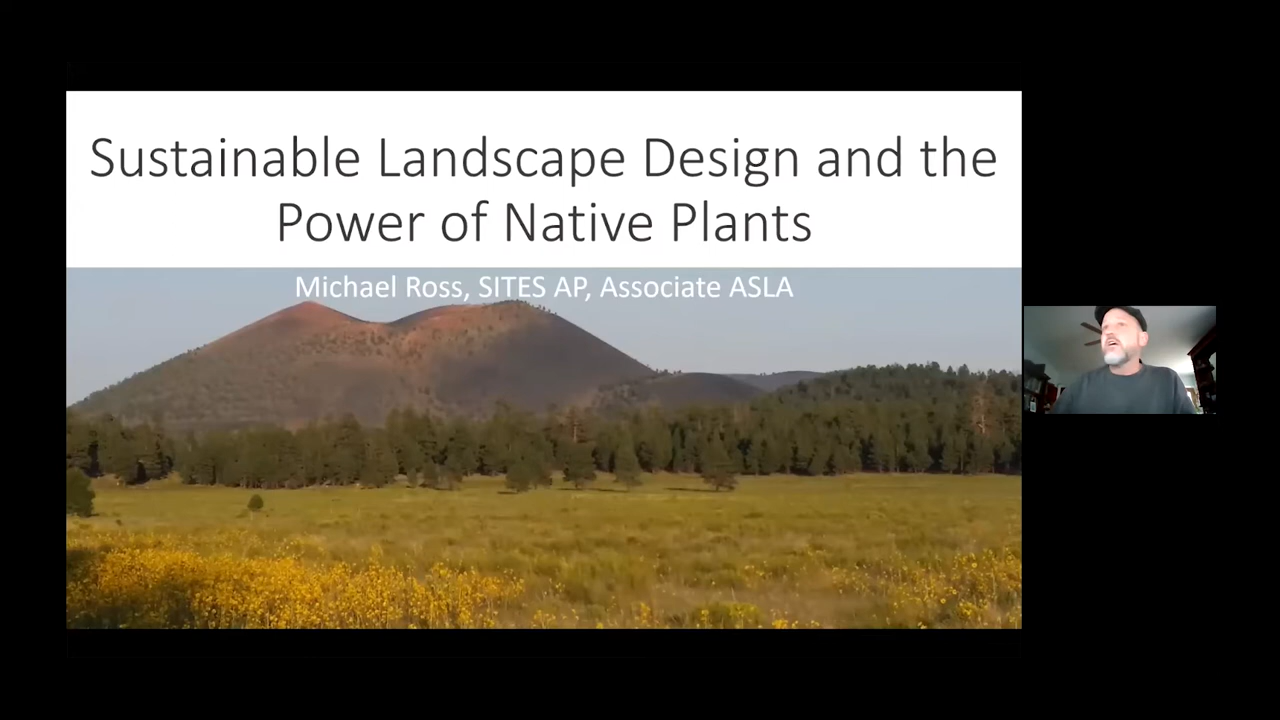 Sustainable Landscape Design and the
Power of Native Plants
Michael Ross, SITES AP, Associate ASLA